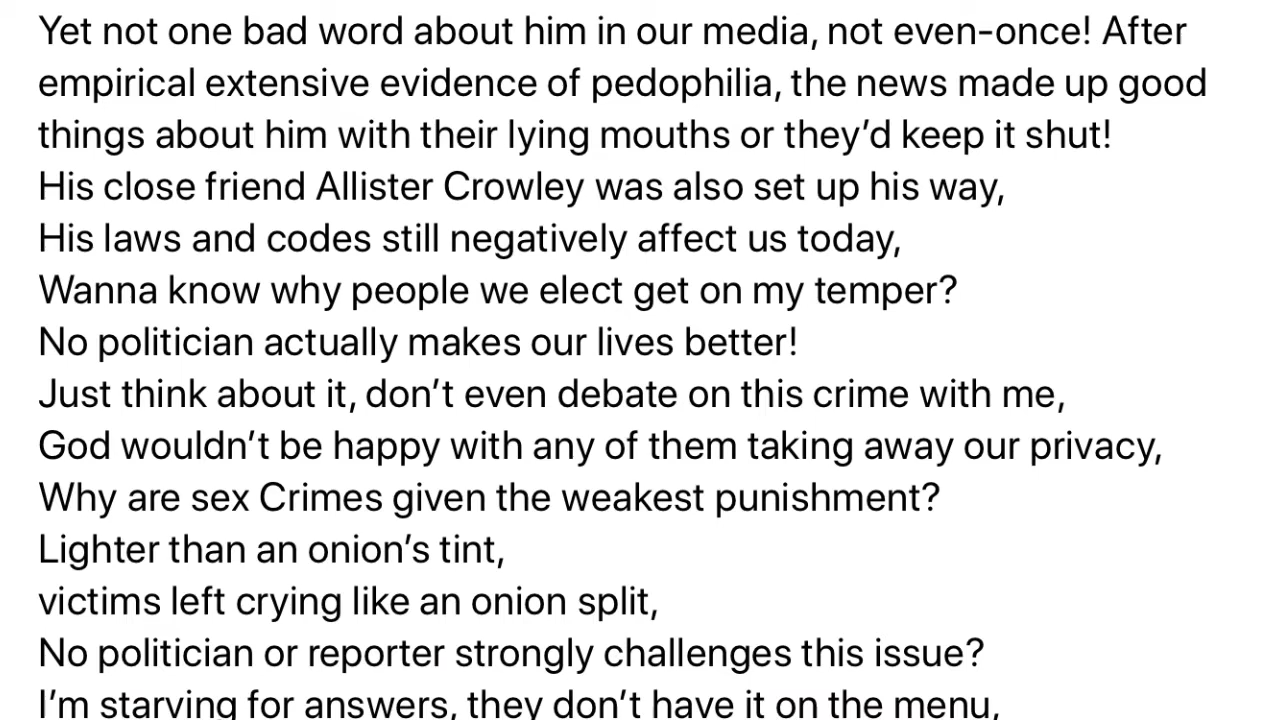 Yet not one bad word about him in our media, not even-once! After
empirical extensive evidence of pedophilia, the news made up good
things about him with their lying mouths or they’d keep it shut!
His close friend Allister Crowley was also set up his way,
His laws and codes still negatively affect us today,
Wanna know why people we elect get on my temper?
No politician actually makes our lives better!
Just think about it, don’t even debate on this crime with me,
God wouldn’t be happy with any of them taking away our privacy,
Why are sex Crimes given the weakest punishment?
Lighter than an onion’s tint,
victims left crying like an onion split,
No politician or reporter strongly challenges this issue?
I’m starving for answers, they don’t have it on the menu,